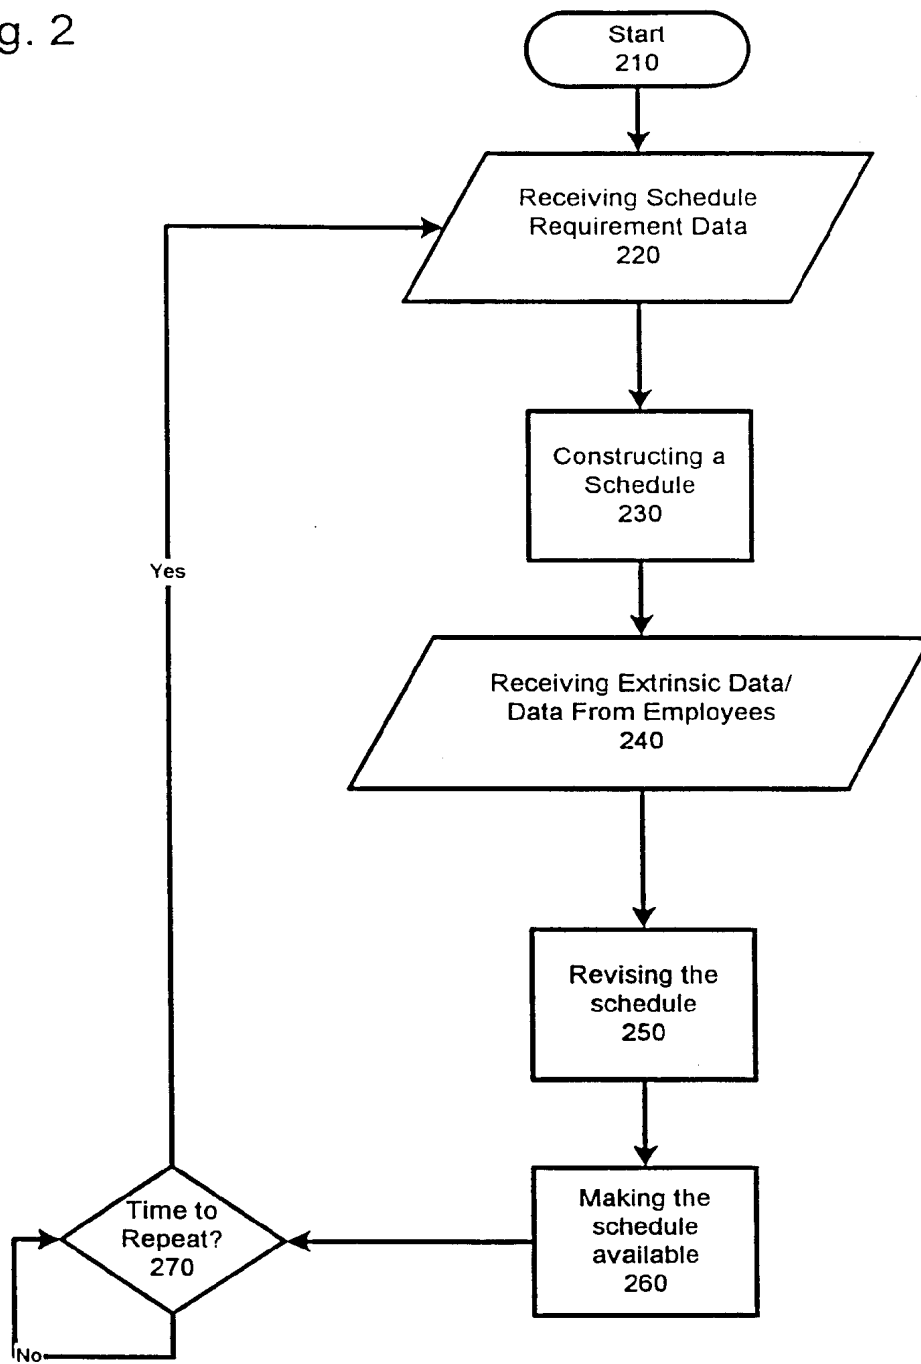 g. 2
Start
210
Receiving Schedule
Requirement Data
220
Constructing a
Schedule
230
Yes
Receiving Extrinsic Data/
Data From Employees
240
Revising the
schedule
250
Making the
schedule
available
260
Time to
Repeat?
270
No